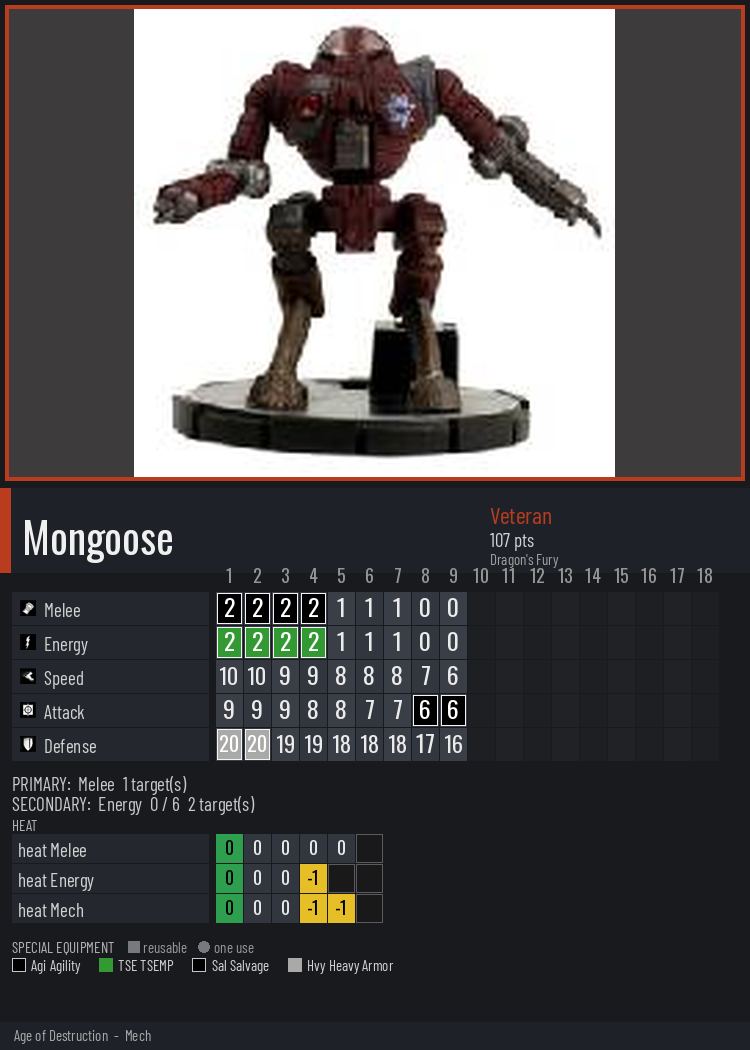 Mongoose
Veteran
107 pts
Dragon's Fury
1 2 3 4 5 6 7 8 9 10 11 12 13 14 15 16 17 18
Melee 2 2 2 2 1 1 1 0 0
Energy 2 2 2 2 1 1 1 0 0
Speed 10 10 9 9 8 8 8 7 6
Attack 9 9 9 8 8 7 7 6 6
Defense 20 20 19 19 18 18 18 17 16
PRIMARY: Melee 1 target(s)
SECONDARY: Energy 0 / 6 2 target(s)
HEAT
heat Melee 0 0 0 0 0
heat Energy 0 0 0 -1
heat Mech 0 0 0 -1 -1
SPECIAL EQUIPMENT reusable one use
Agi Agility TSE TSEMP Sal Salvage Hvy Heavy Armor
Age of Destruction - Mech